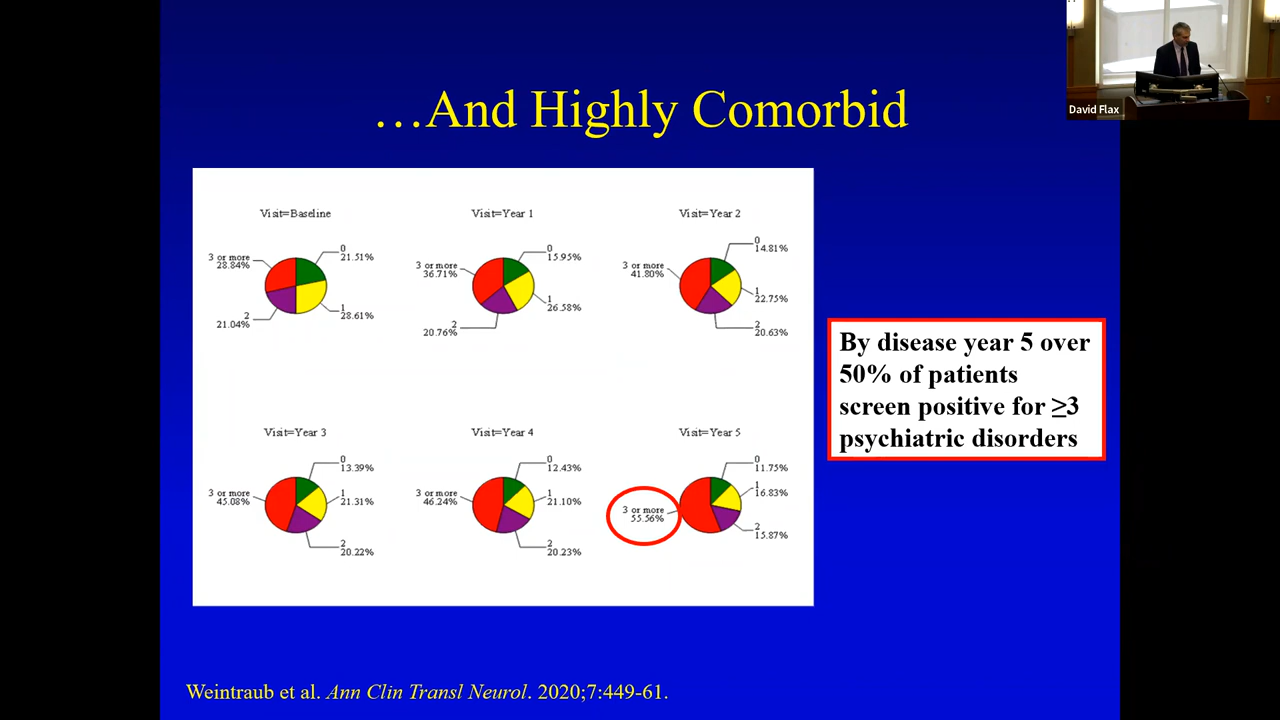 David Flax
…And Highly Comorbid
Visit=Baseline
0
21.51%
1
28.61%
2
21.04%
3 or more
28.84%
Visit=Year 1
0
15.95%
1
26.58%
2
20.76%
3 or more
36.71%
Visit=Year 2
0
14.81%
1
22.75%
2
20.63%
3 or more
41.80%
Visit=Year 3
0
13.39%
1
21.31%
2
20.22%
3 or more
45.08%
Visit=Year 4
0
12.43%
1
21.10%
2
20.23%
3 or more
46.24%
Visit=Year 5
0
11.75%
1
16.83%
2
15.87%
3 or more
55.56%
By disease year 5 over
50% of patients
screen positive for ≥3
psychiatric disorders
Weintraub et al. Ann Clin Transl Neurol. 2020;7:449-61.